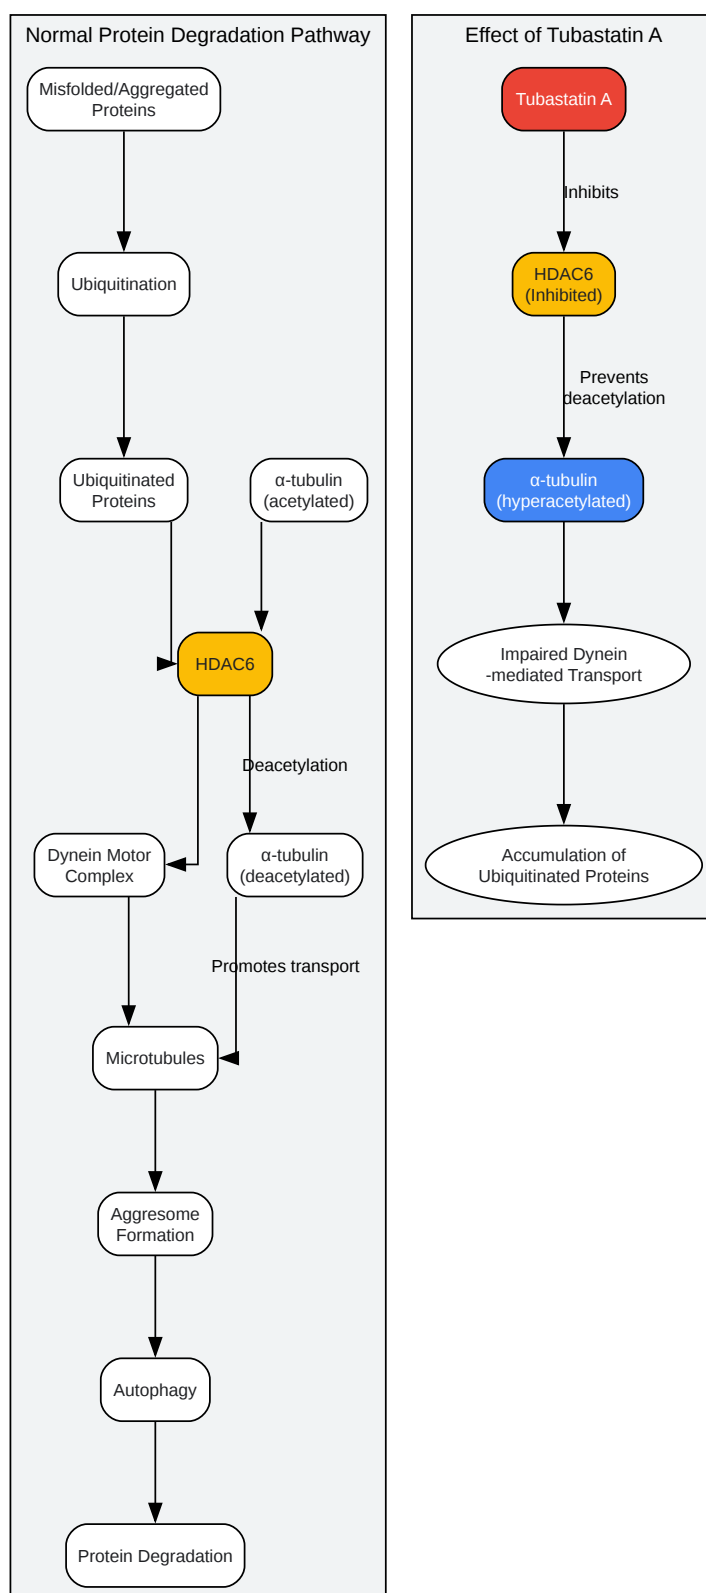 Normal Protein Degradation Pathway
Misfolded/Aggregated
Proteins
Ubiquitination
Ubiquitinated
Proteins
α-tubulin
(acetylated)
HDAC6
Deacetylation
Dynein Motor
Complex
α-tubulin
(deacetylated)
Promotes transport
Microtubules
Aggresome
Formation
Autophagy
Protein Degradation
Effect of Tubastatin A
Tubastatin A
Inhibits
HDAC6
(Inhibited)
Prevents
deacetylation
α-tubulin
(hyperacetylated)
Impaired Dynein
-mediated Transport
Accumulation of
Ubiquitinated Proteins